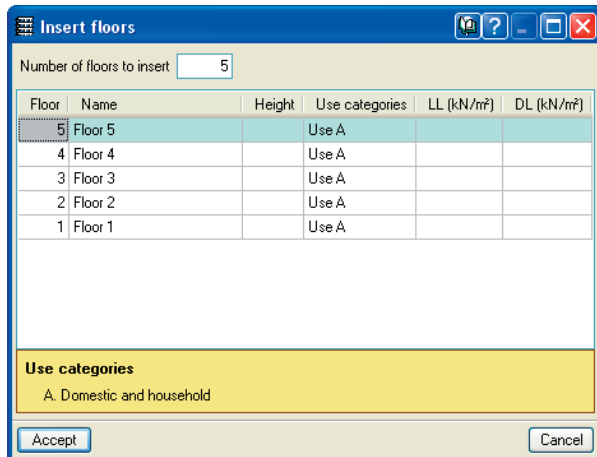 Insert floors
Number of floors to insert 5
Floor Name Height Use categories LL (kN/m²) DL (kN/m²)
5 Floor 5 Use A
4 Floor 4 Use A
3 Floor 3 Use A
2 Floor 2 Use A
1 Floor 1 Use A
Use categories
A. Domestic and household
Accept Cancel